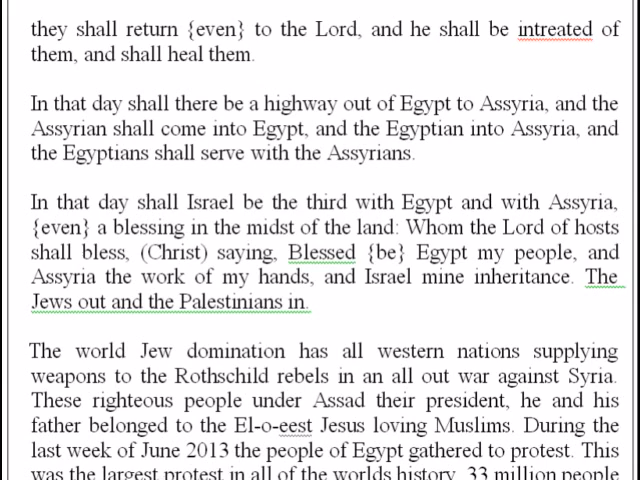 they shall return {even} to the Lord, and he shall be intreated of
them, and shall heal them.
In that day shall there be a highway out of Egypt to Assyria, and the
Assyrian shall come into Egypt, and the Egyptian into Assyria, and
the Egyptians shall serve with the Assyrians.
In that day shall Israel be the third with Egypt and with Assyria,
{even} a blessing in the midst of the land: Whom the Lord of hosts
shall bless, (Christ) saying, Blessed {be} Egypt my people, and
Assyria the work of my hands, and Israel mine inheritance. The
Jews out and the Palestinians in.
The world Jew domination has all western nations supplying
weapons to the Rothschild rebels in an all out war against Syria.
These righteous people under Assad their president, he and his
father belonged to the El-o-eest Jesus loving Muslims. During the
last week of June 2013 the people of Egypt gathered to protest. This
was the largest protest in all of the worlds history, 33 million people